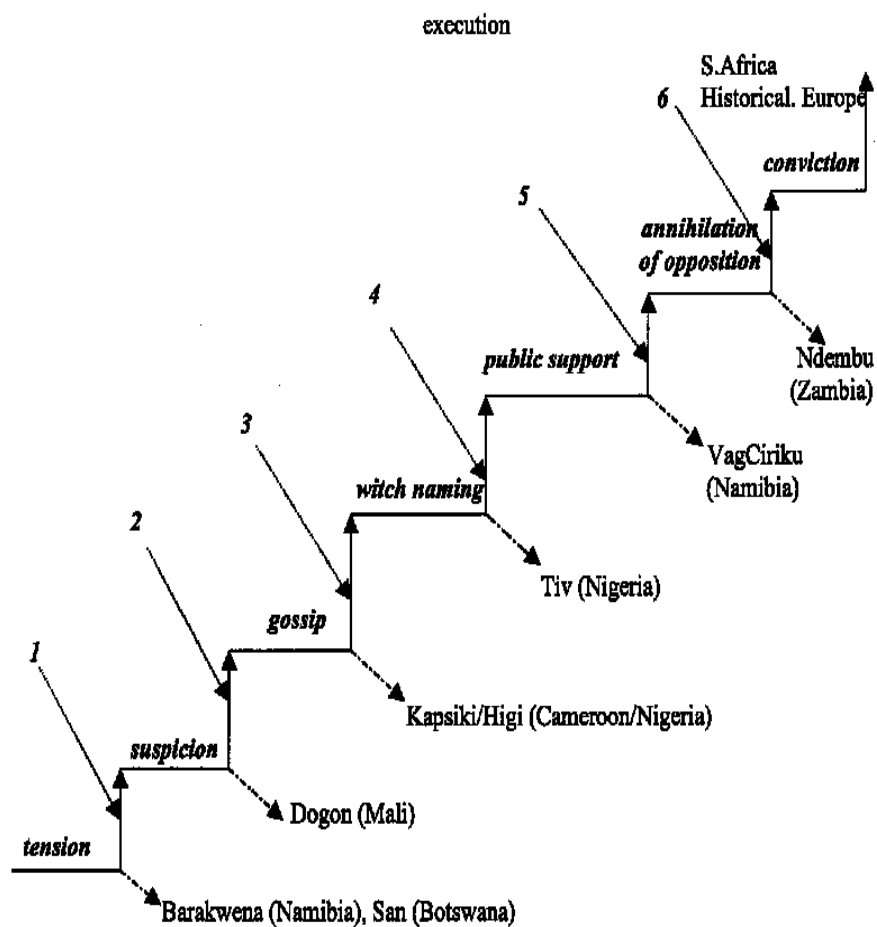 execution
S.Africa
Historical. Europe
6
conviction
5
annihilation
of opposition
4
Ndembu
(Zambia)
public support
3
VagCiriku
(Namibia)
witch naming
2
Tiv (Nigeria)
gossip
1
Kapsiki/Higi (Cameroon/Nigeria)
suspicion
Dogon (Mali)
tension
Barakwena (Namibia), San (Botswana)